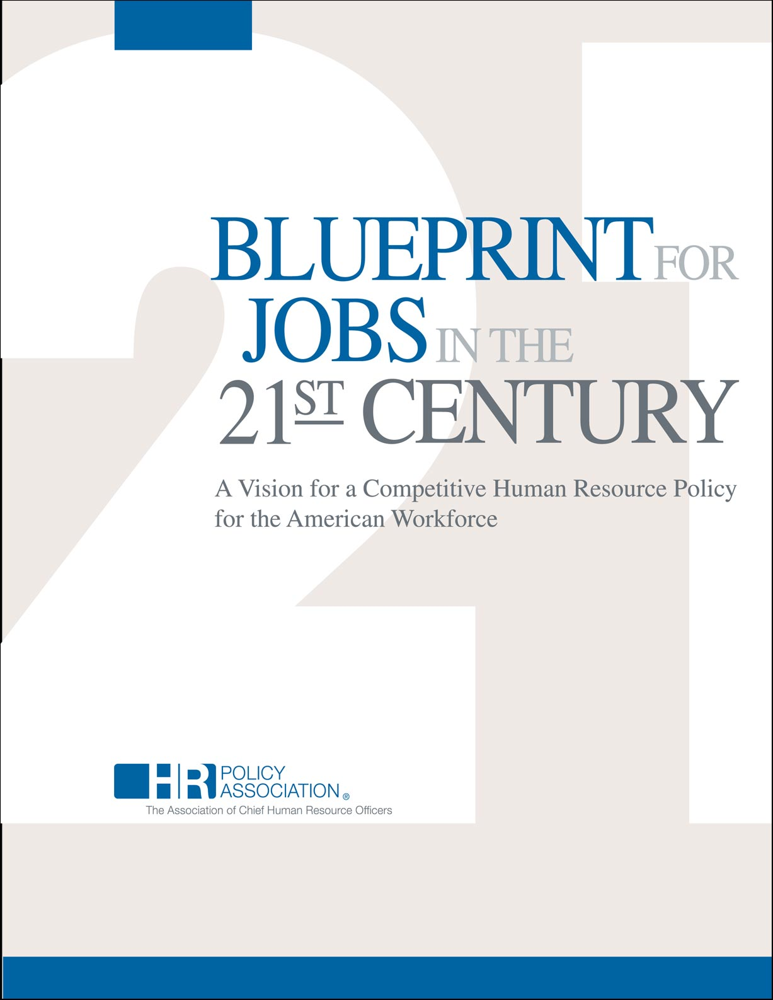 21
BLUEPRINT FOR
JOBS IN THE
21ST CENTURY
A Vision for a Competitive Human Resource Policy
for the American Workforce
HR POLICY
ASSOCIATION®
The Association of Chief Human Resource Officers